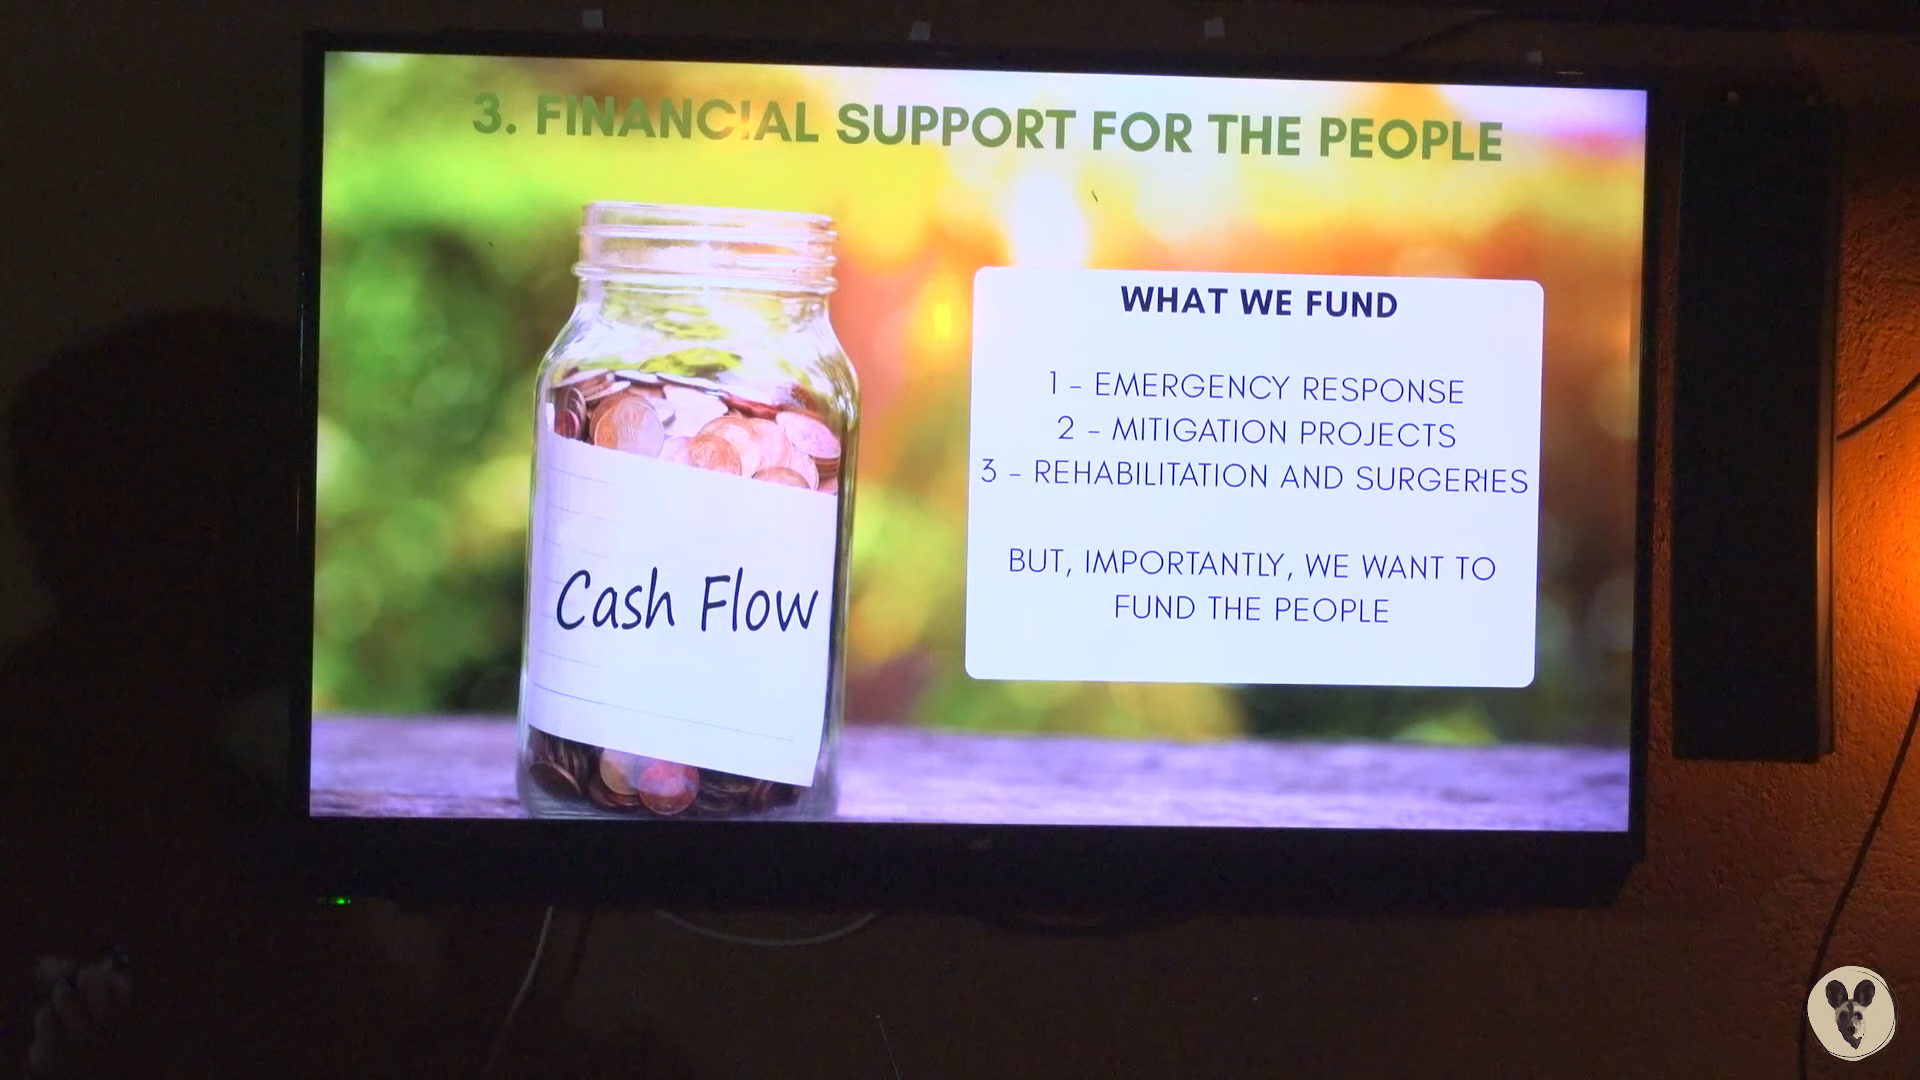 3. FINANCIAL SUPPORT FOR THE PEOPLE
WHAT WE FUND
1 – EMERGENCY RESPONSE
2 – MITIGATION PROJECTS
3 – REHABILITATION AND SURGERIES
BUT, IMPORTANTLY, WE WANT TO
FUND THE PEOPLE
Cash Flow
JVC